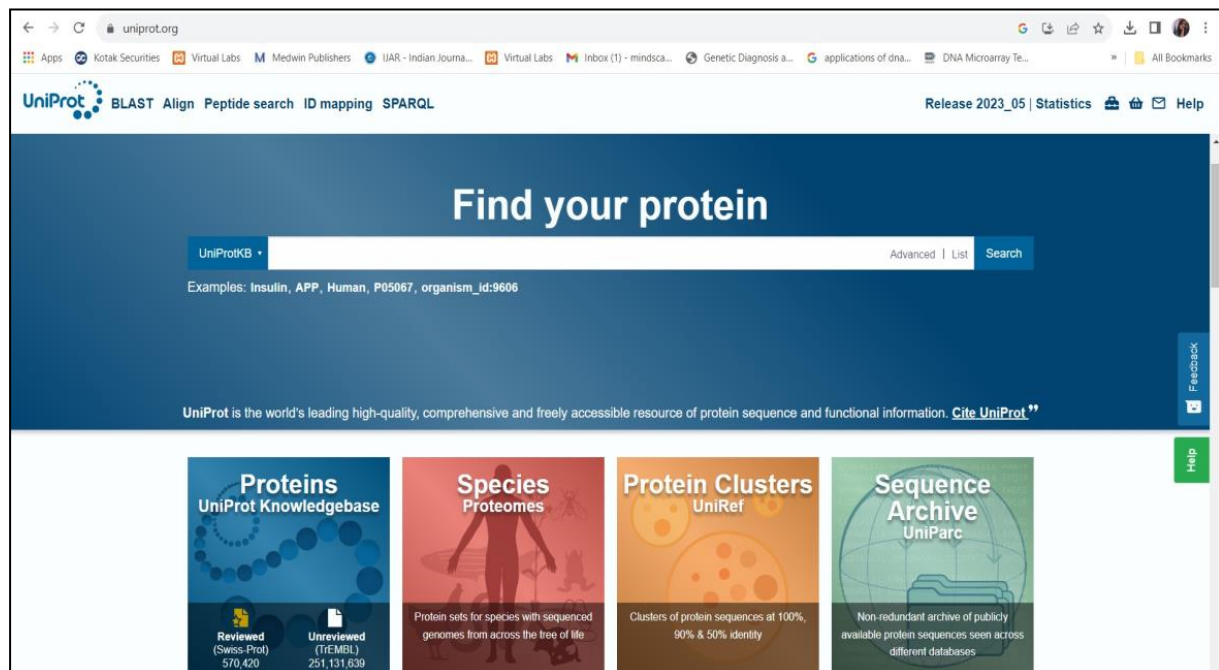 uniprot.org
Apps Kotak Securities Virtual Labs Medwin Publishers IJAR - Indian Journa... Virtual Labs Inbox (1) - mindsca... Genetic Diagnosis a... applications of dna... DNA Microarray Te... » All Bookmarks
UniProt BLAST Align Peptide search ID mapping SPARQL Release 2023_05 | Statistics Help
Find your protein
UniProtKB Advanced | List Search
Examples: Insulin, APP, Human, P05067, organism_id:9606
Feedback
UniProt is the world's leading high-quality, comprehensive and freely accessible resource of protein sequence and functional information. Cite UniProt
Help
Proteins
UniProt Knowledgebase
Reviewed
(Swiss-Prot)
570,420
Unreviewed
(TrEMBL)
251,131,639
Species
Proteomes
Protein sets for species with sequenced
genomes from across the tree of life
Protein Clusters
UniRef
Clusters of protein sequences at 100%,
90% & 50% identity
Sequence
Archive
UniParc
Non-redundant archive of publicly
available protein sequences seen across
different databases